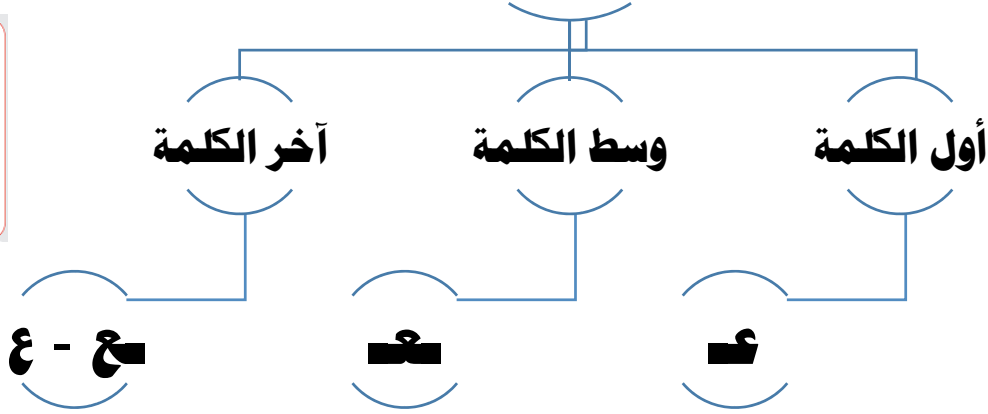 أول الكلمة
وسط الكلمة
آخر الكلمة
عـ
ـعـ
ـع - ع